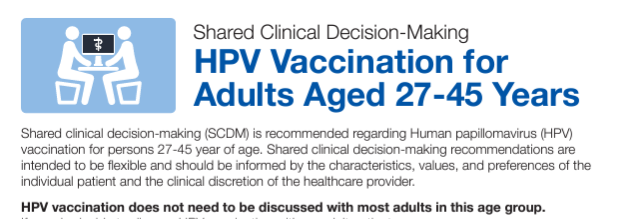 Shared Clinical Decision-Making
HPV Vaccination for
Adults Aged 27-45 Years
Shared clinical decision-making (SCDM) is recommended regarding Human papillomavirus (HPV)
vaccination for persons 27-45 year of age. Shared clinical decision-making recommendations are
intended to be flexible and should be informed by the characteristics, values, and preferences of the
individual patient and the clinical discretion of the healthcare provider.
HPV vaccination does not need to be discussed with most adults in this age group.